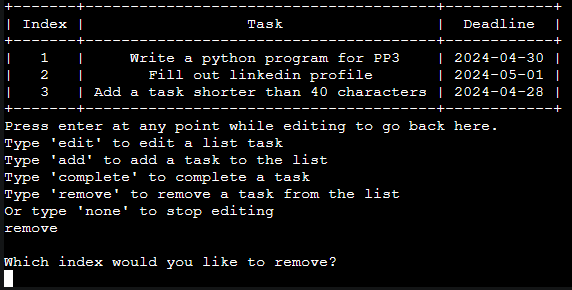 +-------+----------------------------------------+------------+
| Index |                  Task                  |  Deadline  |
+-------+----------------------------------------+------------+
|   1   |     Write a python program for PP3     | 2024-04-30 |
|   2   |       Fill out linkedin profile        | 2024-05-01 |
|   3   | Add a task shorter than 40 characters  | 2024-04-28 |
+-------+----------------------------------------+------------+
Press enter at any point while editing to go back here.
Type 'edit' to edit a list task
Type 'add' to add a task to the list
Type 'complete' to complete a task
Type 'remove' to remove a task from the list
Or type 'none' to stop editing
remove

Which index would you like to remove?